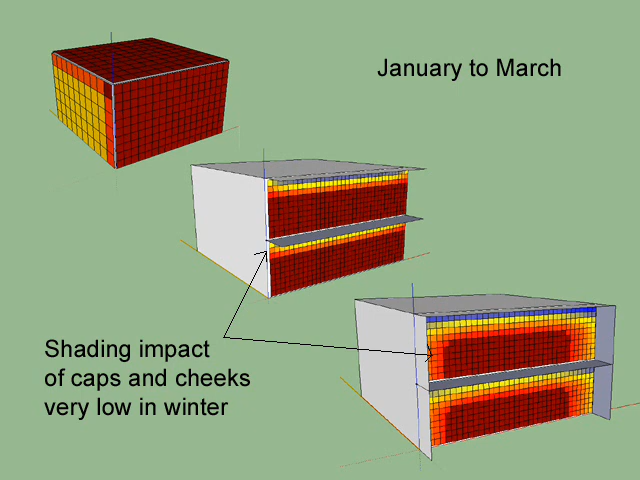 January to March
Shading impact
of caps and cheeks
very low in winter